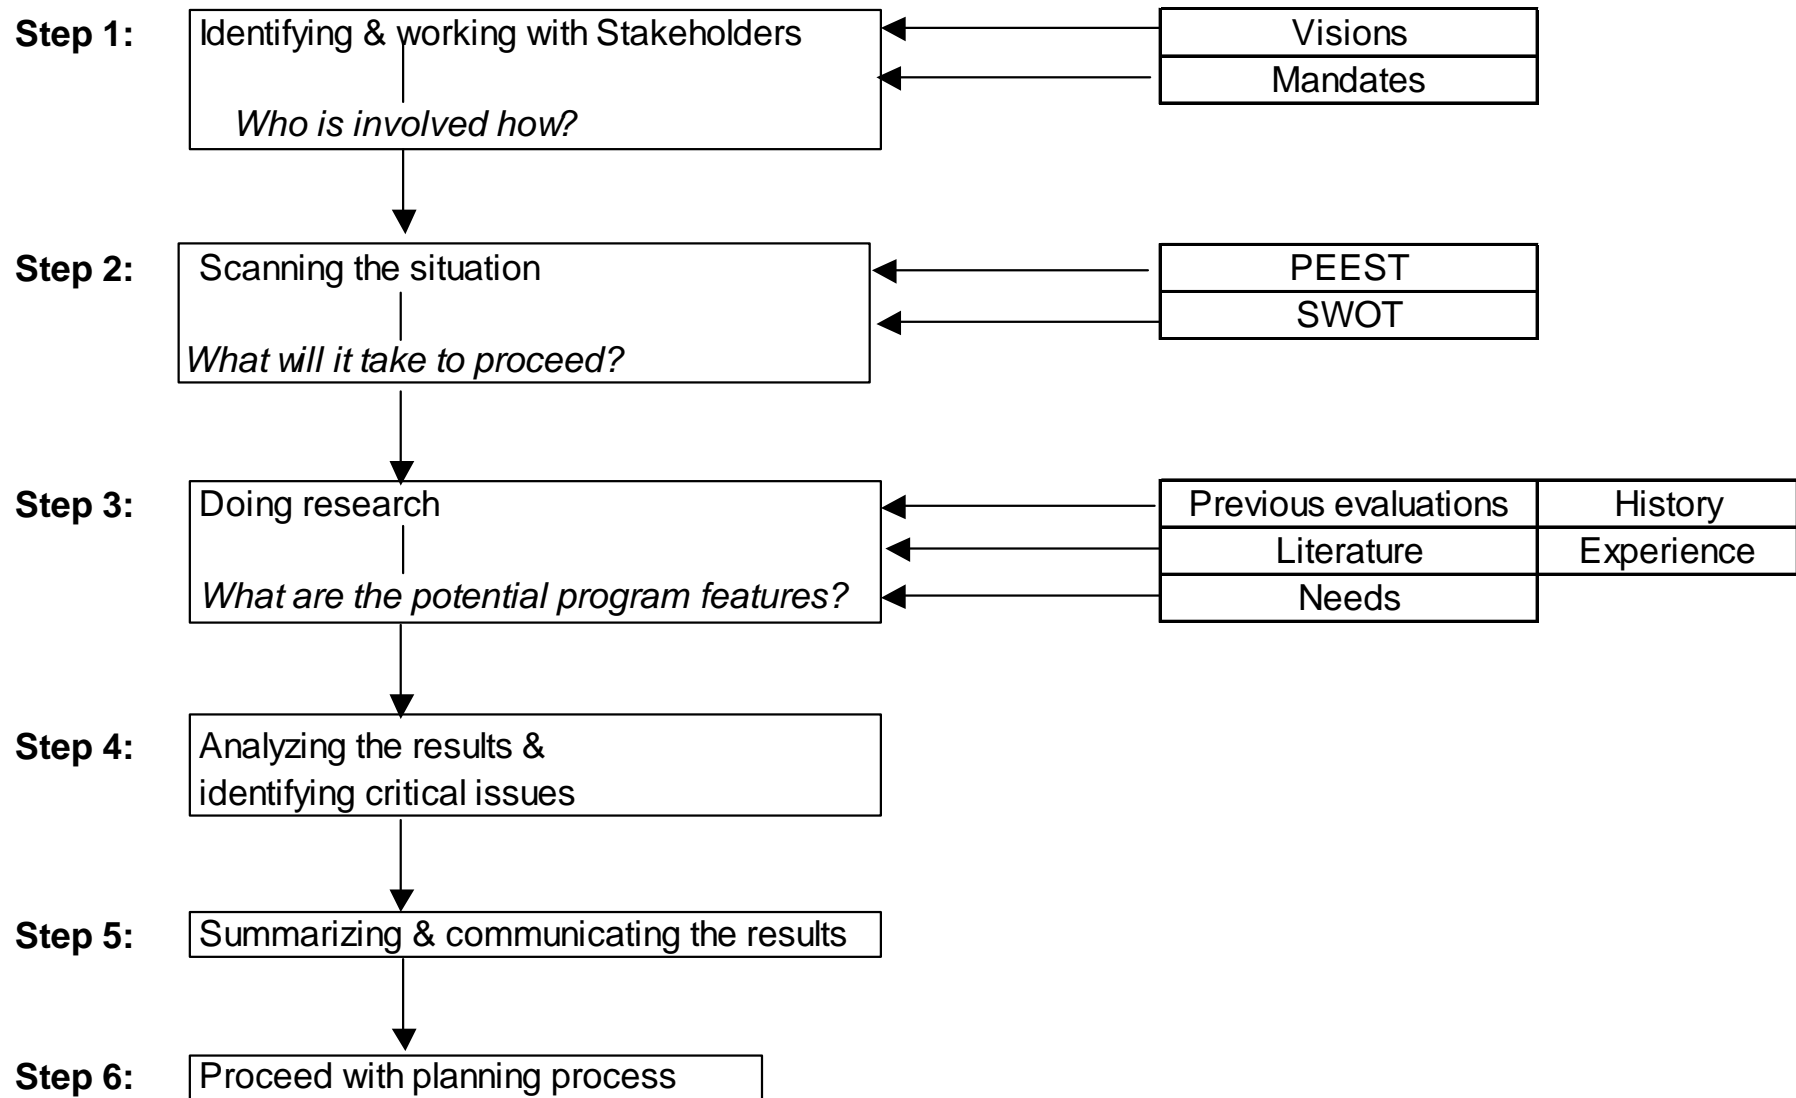 Step 1: Identifying & working with Stakeholders Visions
Mandates
Who is involved how?
Step 2: Scanning the situation PEEST
SWOT
What will it take to proceed?
Step 3: Doing research Previous evaluations History
Literature Experience
What are the potential program features? Needs
Step 4: Analyzing the results &
identifying critical issues
Step 5: Summarizing & communicating the results
Step 6: Proceed with planning process